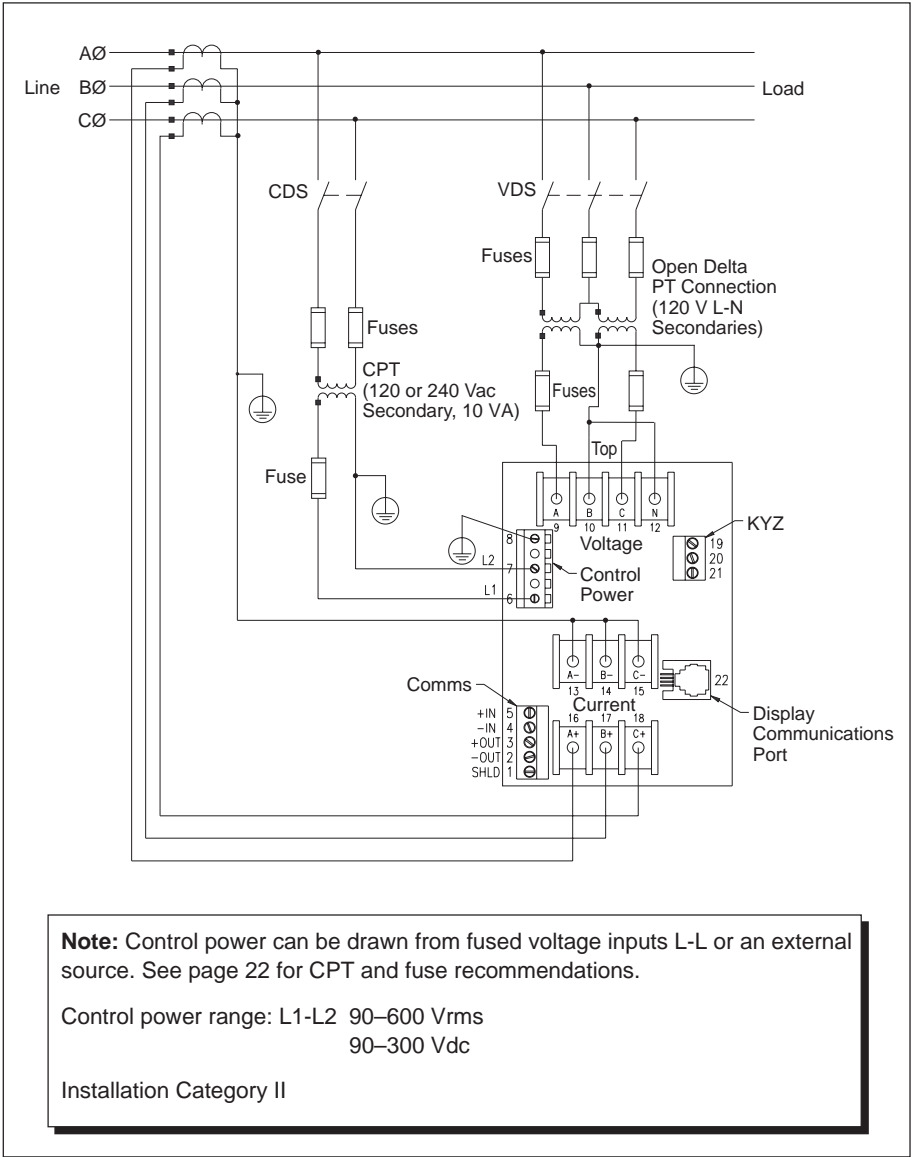 AØ
Line BØ
Load
CØ
CDS
VDS
Fuses
Open Delta
PT Connection
(120 V L-N
Secondaries)
Fuses
CPT
(120 or 240 Vac
Secondary, 10 VA)
Fuses
Top
Fuse
A B C N
9 10 11 12
Voltage
KYZ
19
20
21
8
L2
7
L1
6
Control
Power
A- B- C-
13 14 15
22
Current
16 17 18
A+ B+ C+
Comms
+IN 5
-IN 4
+OUT 3
-OUT 2
SHLD 1
Display
Communications
Port
Note: Control power can be drawn from fused voltage inputs L-L or an external
source. See page 22 for CPT and fuse recommendations.
Control power range: L1-L2 90–600 Vrms
90–300 Vdc
Installation Category II